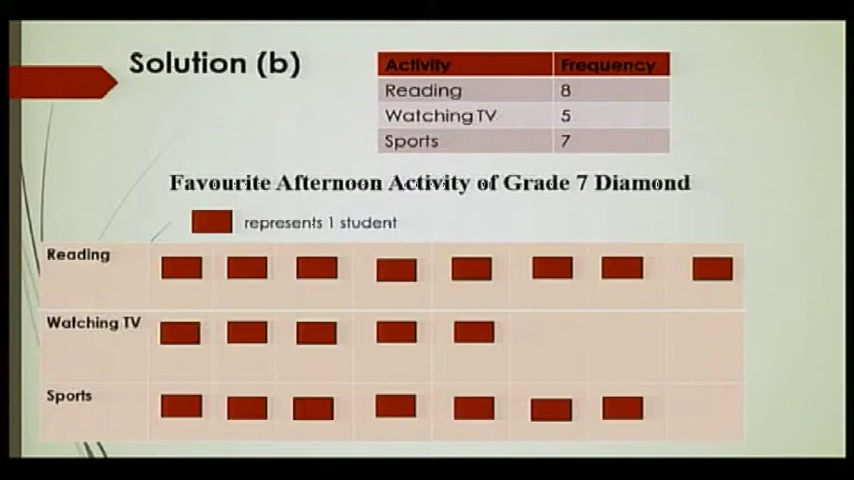 Solution (b)
Activity Frequency
Reading 8
Watching TV 5
Sports 7
Favourite Afternoon Activity of Grade 7 Diamond
represents 1 student
Reading
Watching TV
Sports